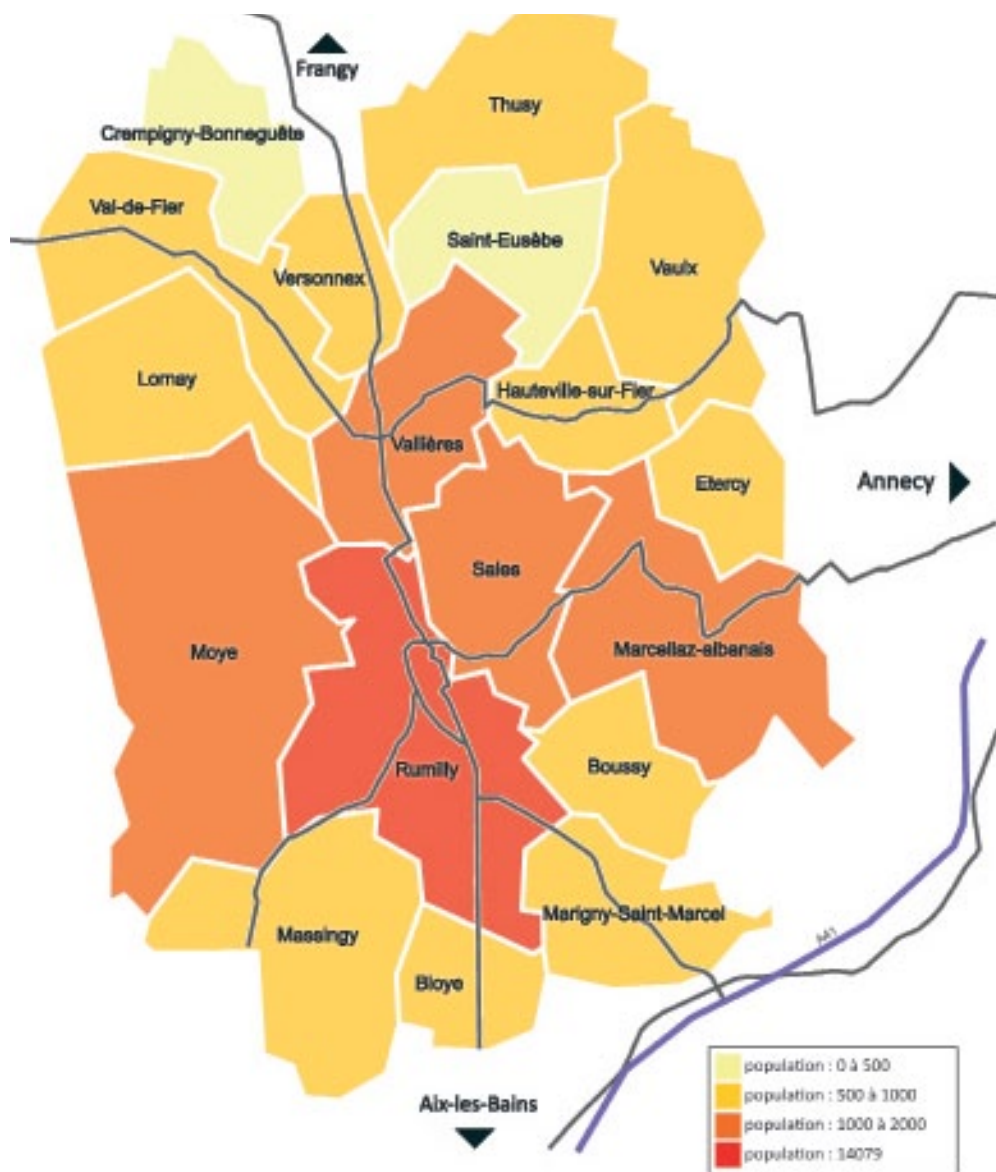 Frangy
Thusy
Crempigny-Bonneguête
Val-de-Fier
Saint-Eusèbe
Vaulx
Versonnex
Lornay
Hauteville-sur-Fier
Vallières
Etercy
Annecy
Sales
Moye
Marcellaz-albanais
Rumilly
Boussy
Marigny-Saint-Marcel
Massingy
A41
Bloye
population : 0 à 500
population : 500 à 1000
Aix-les-Bains
population : 1000 à 2000
population : 14079